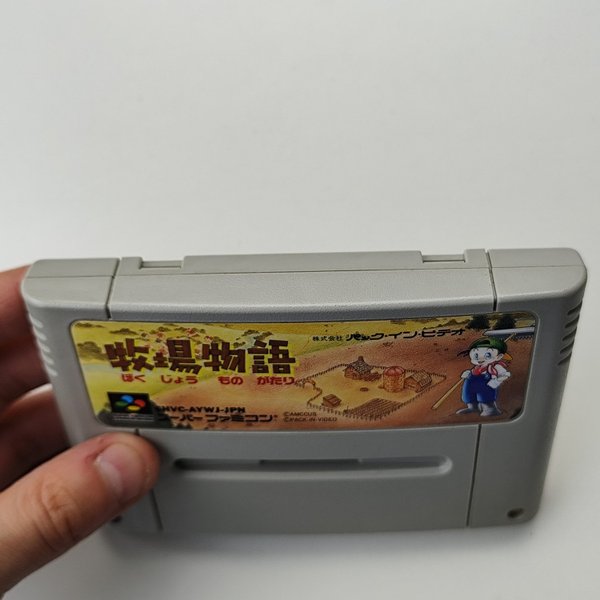 株式会社 パック・イン・ビデオ
牧場物語
ぼく じょう もの がたり
SHVC-AYWJ-JPN
スーパーファミコン
©AMCCUS
©PACK-IN-VIDEO